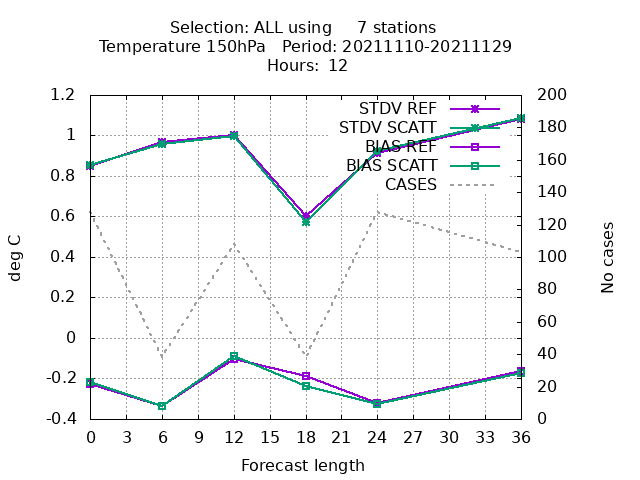 Selection: ALL using 7 stations
Temperature 150hPa Period: 20211110-20211129
Hours: 12
STDV REF
STDV SCATT
BIAS REF
BIAS SCATT
CASES
1.2
1
0.8
0.6
0.4
0.2
0
-0.2
-0.4
deg C
200
180
160
140
120
100
80
60
40
20
0
No cases
0 3 6 9 12 15 18 21 24 27 30 33 36
Forecast length